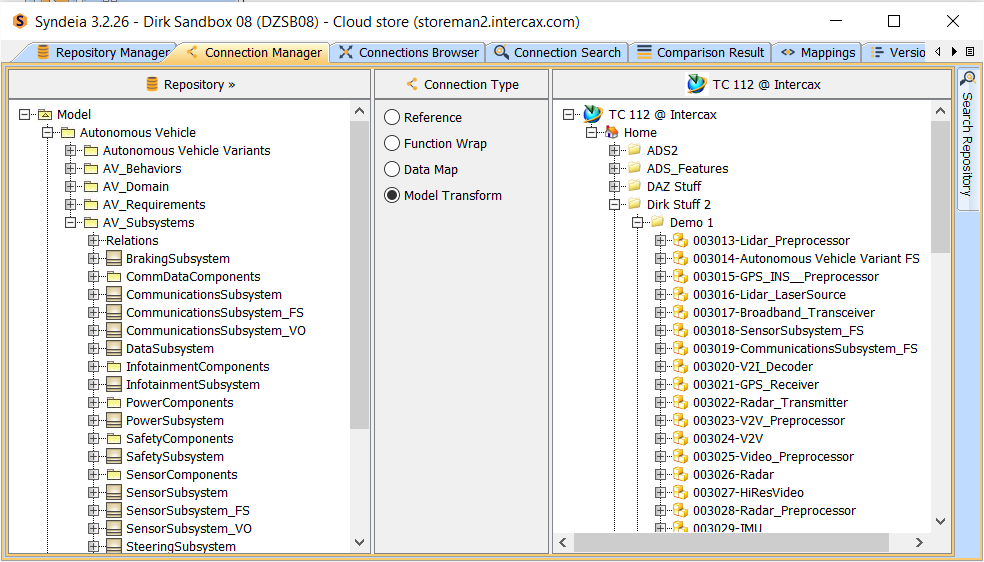 Syndeia 3.2.26 - Dirk Sandbox 08 (DZSB08) - Cloud store (storeman2.intercax.com)
Repository Manager
Connection Manager
Connections Browser
Connection Search
Comparison Result
Mappings
Versio
Repository »
Model
Autonomous Vehicle
Autonomous Vehicle Variants
AV_Behaviors
AV_Domain
AV_Requirements
AV_Subsystems
Relations
BrakingSubsystem
CommDataComponents
CommunicationsSubsystem
CommunicationsSubsystem_FS
CommunicationsSubsystem_VO
DataSubsystem
InfotainmentComponents
InfotainmentSubsystem
PowerComponents
PowerSubsystem
SafetyComponents
SafetySubsystem
SensorComponents
SensorSubsystem
SensorSubsystem_FS
SensorSubsystem_VO
SteeringSubsystem
Connection Type
Reference
Function Wrap
Data Map
Model Transform
TC 112 @ Intercax
TC 112 @ Intercax
Home
ADS2
ADS_Features
DAZ Stuff
Dirk Stuff 2
Demo 1
003013-Lidar_Preprocessor
003014-Autonomous Vehicle Variant FS
003015-GPS_INS__Preprocessor
003016-Lidar_LaserSource
003017-Broadband_Transceiver
003018-SensorSubsystem_FS
003019-CommunicationsSubsystem_FS
003020-V2I_Decoder
003021-GPS_Receiver
003022-Radar_Transmitter
003023-V2V_Preprocessor
003024-V2V
003025-Video_Preprocessor
003026-Radar
003027-HiResVideo
003028-Radar_Preprocessor
003029-IMU
Search Repository